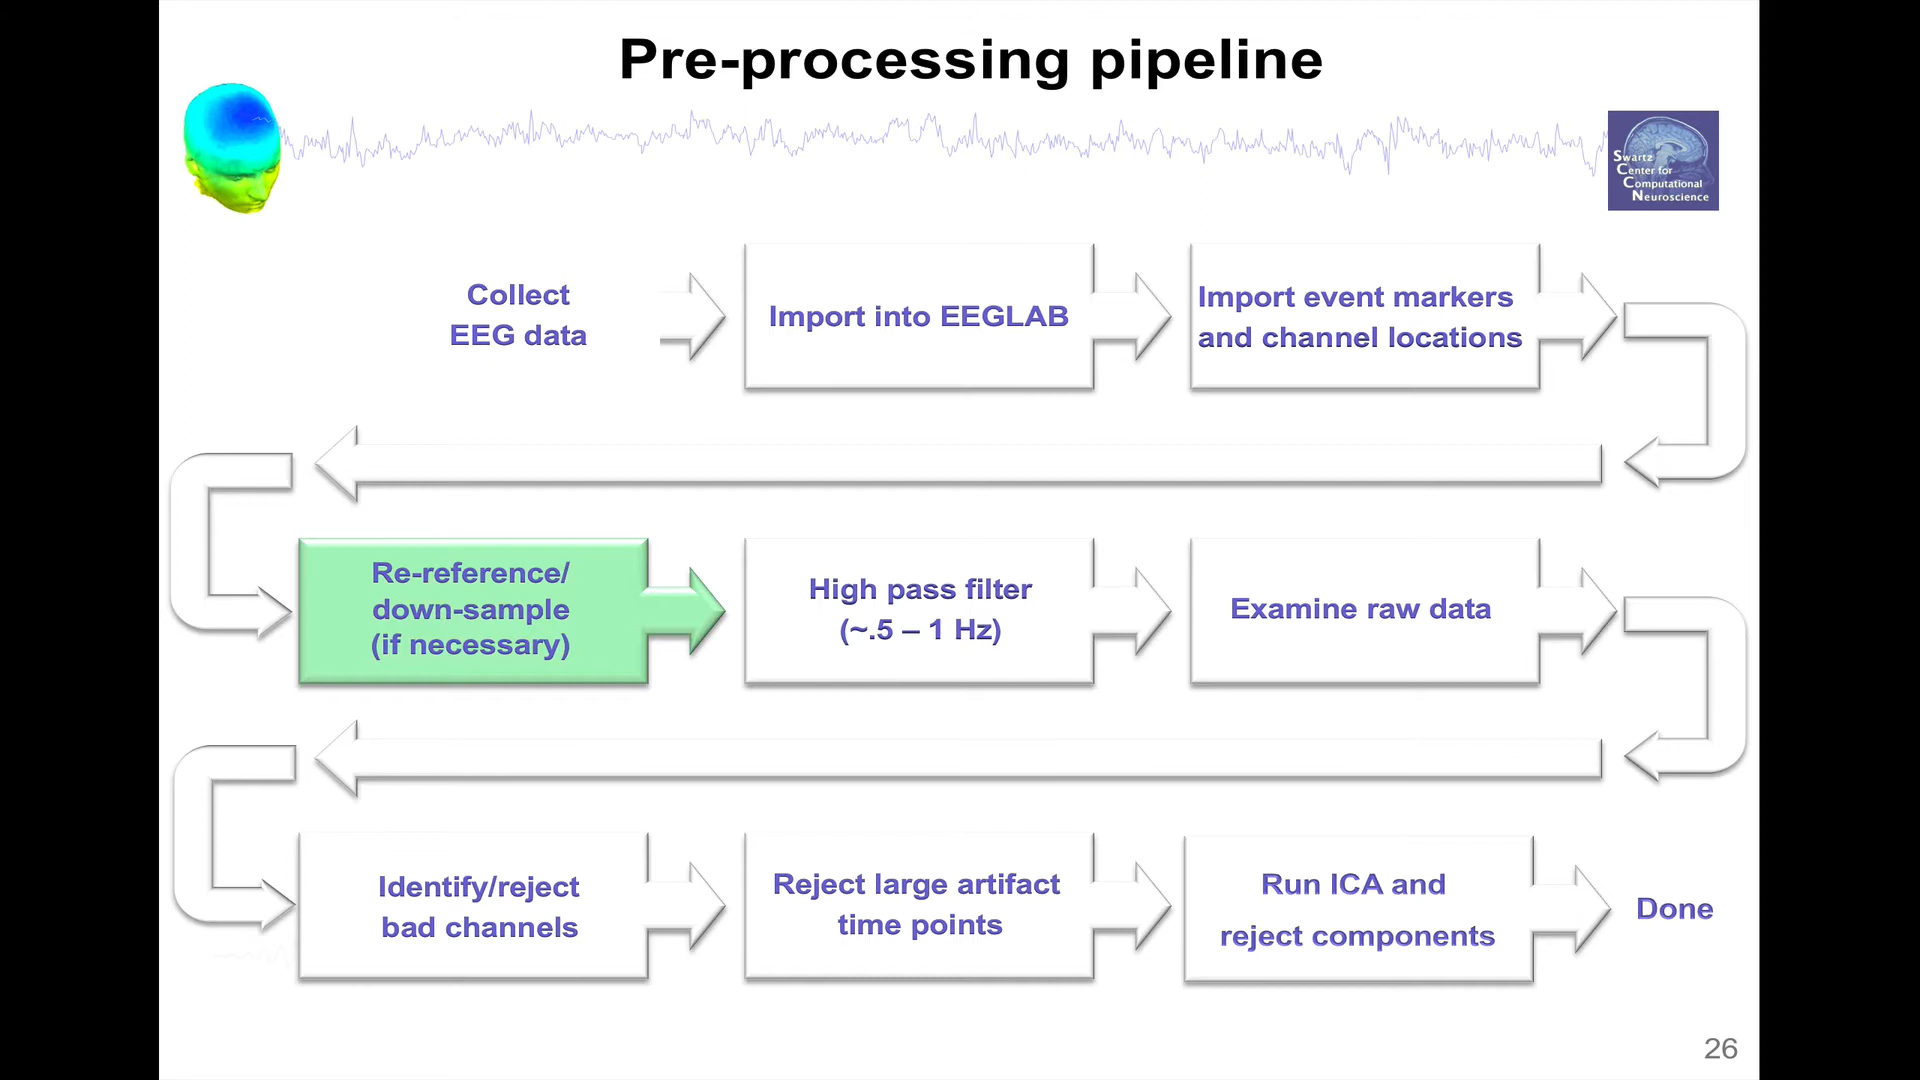 Pre-processing pipeline
Swartz
Center for
Computational
Neuroscience
Collect
EEG data
Import into EEGLAB
Import event markers
and channel locations
Re-reference/
down-sample
(if necessary)
High pass filter
(~.5 – 1 Hz)
Examine raw data
Identify/reject
bad channels
Reject large artifact
time points
Run ICA and
reject components
Done
26